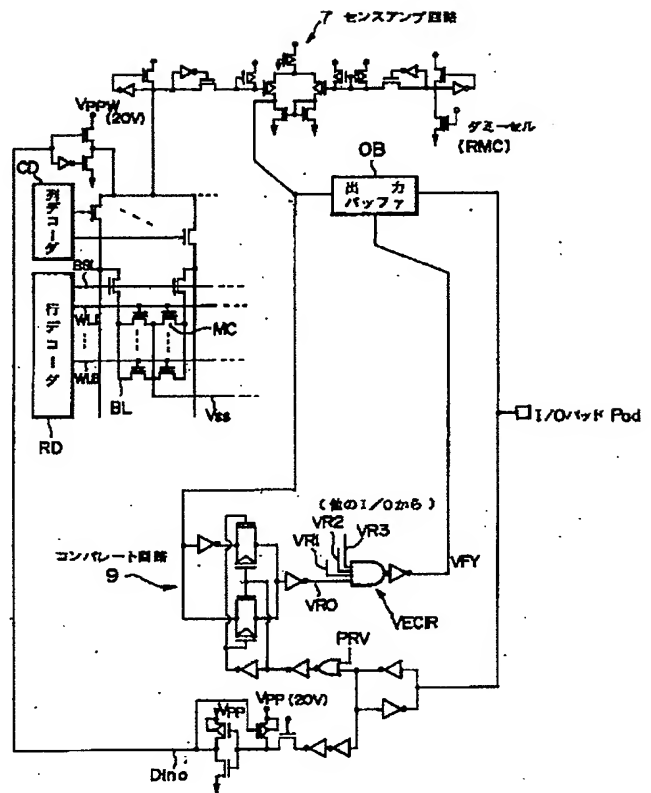 7 センスアンプ回路
VPPW
(20V)
ダミーセル
(RMC)
CD
列デコーダ
OB
出力
バッファ
BSL
WL1
行デコーダ
MC
WL8
BL
Vss
RD
I/Oパッド Pad
(他のI/Oから)
VR3
VR2
VR1
コンパレート回路
9
VFY
VRO
VECIR
PRV
VPP
VPP (20V)
Dino